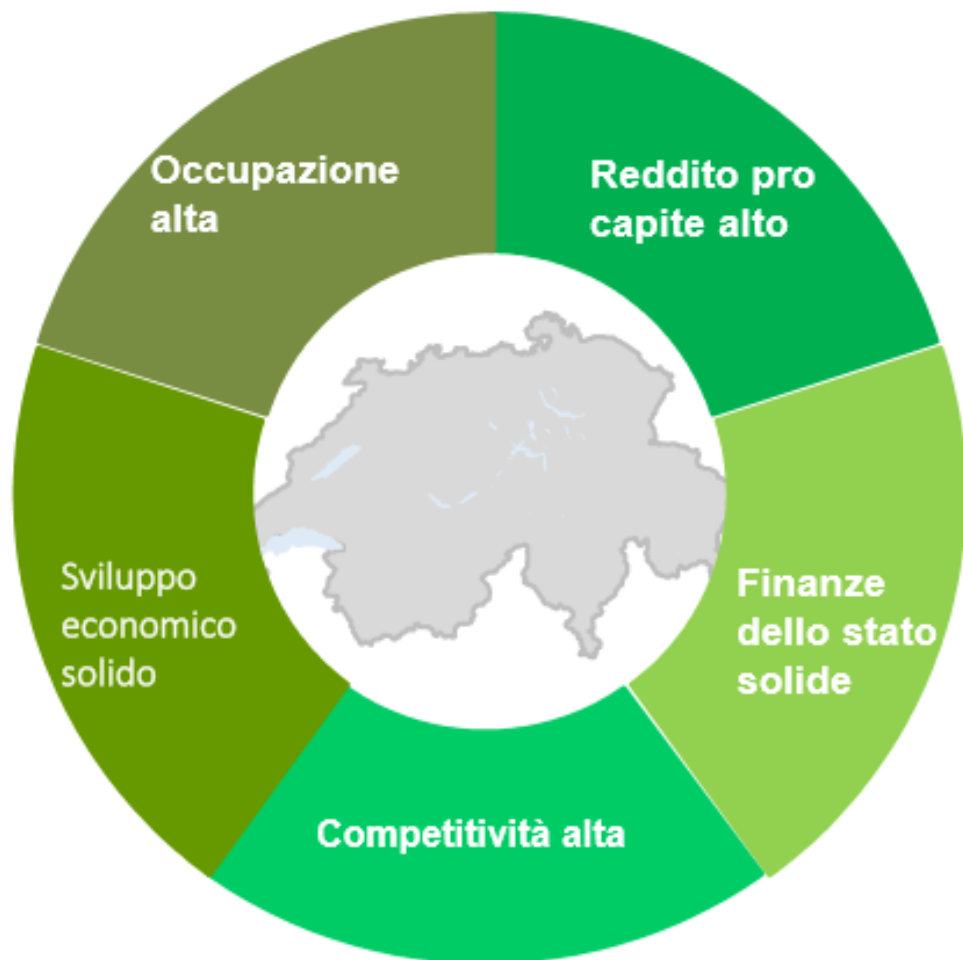 Occupazione
alta
Reddito pro
capite alto
Sviluppo
economico
solido
Finanze
dello stato
solide
Competitività alta